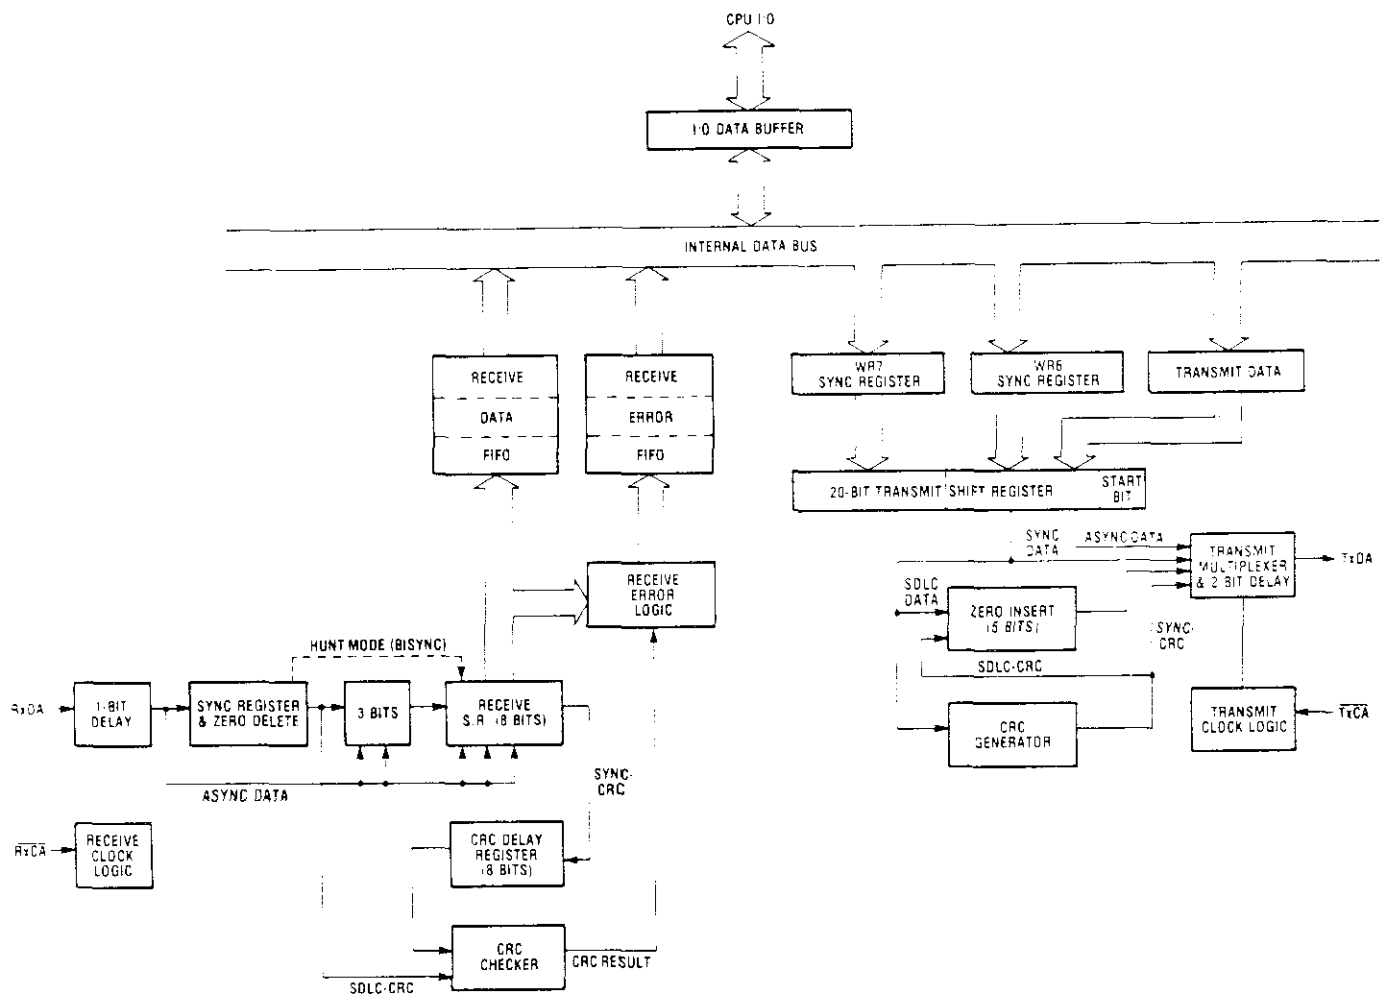 CPU I/O
I/O DATA BUFFER
INTERNAL DATA BUS
RECEIVE
DATA
FIFO
RECEIVE
ERROR
FIFO
WR7
SYNC REGISTER
WR6
SYNC REGISTER
TRANSMIT DATA
20-BIT TRANSMIT SHIFT REGISTER
START
BIT
SYNC
DATA
ASYNC DATA
TRANSMIT
MULTIPLEXER
& 2 BIT DELAY
TxDA
SDLC
DATA
ZERO INSERT
(5 BITS)
SYNC-
CRC
SDLC-CRC
CRC
GENERATOR
TRANSMIT
CLOCK LOGIC
TxCA
RECEIVE
ERROR
LOGIC
HUNT MODE (BISYNC)
RxDA
1-BIT
DELAY
SYNC REGISTER
& ZERO DELETE
3 BITS
RECEIVE
S.R. (8 BITS)
ASYNC DATA
SYNC-
CRC
RxCA
RECEIVE
CLOCK
LOGIC
CRC DELAY
REGISTER
(8 BITS)
CRC
CHECKER
CRC RESULT
SDLC-CRC